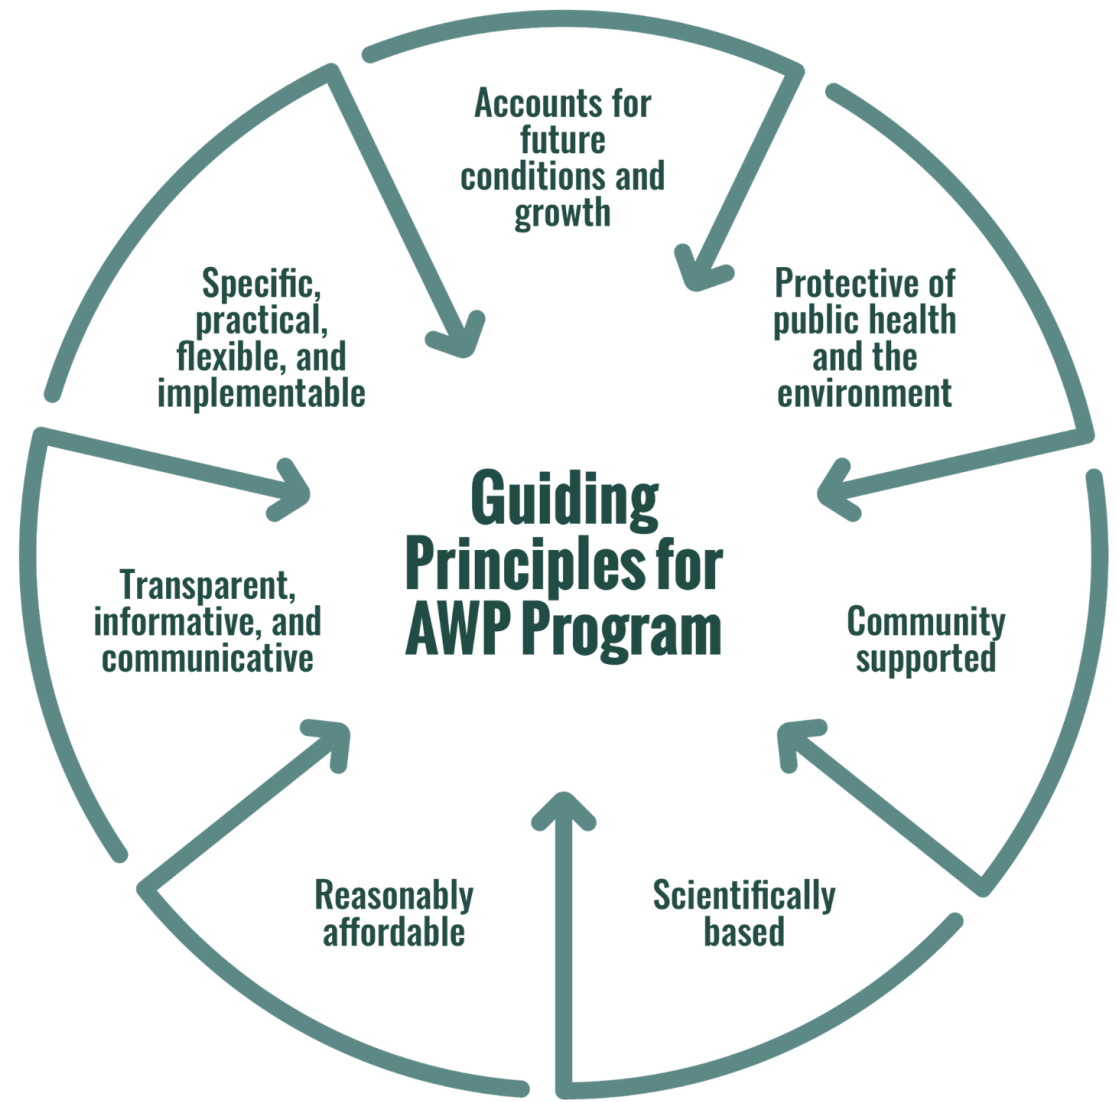 Accounts for
future
conditions and
growth
Protective of
public health
and the
environment
Community
supported
Scientifically
based
Reasonably
affordable
Transparent,
informative, and
communicative
Specific,
practical,
flexible, and
implementable
Guiding
Principles for
AWP Program